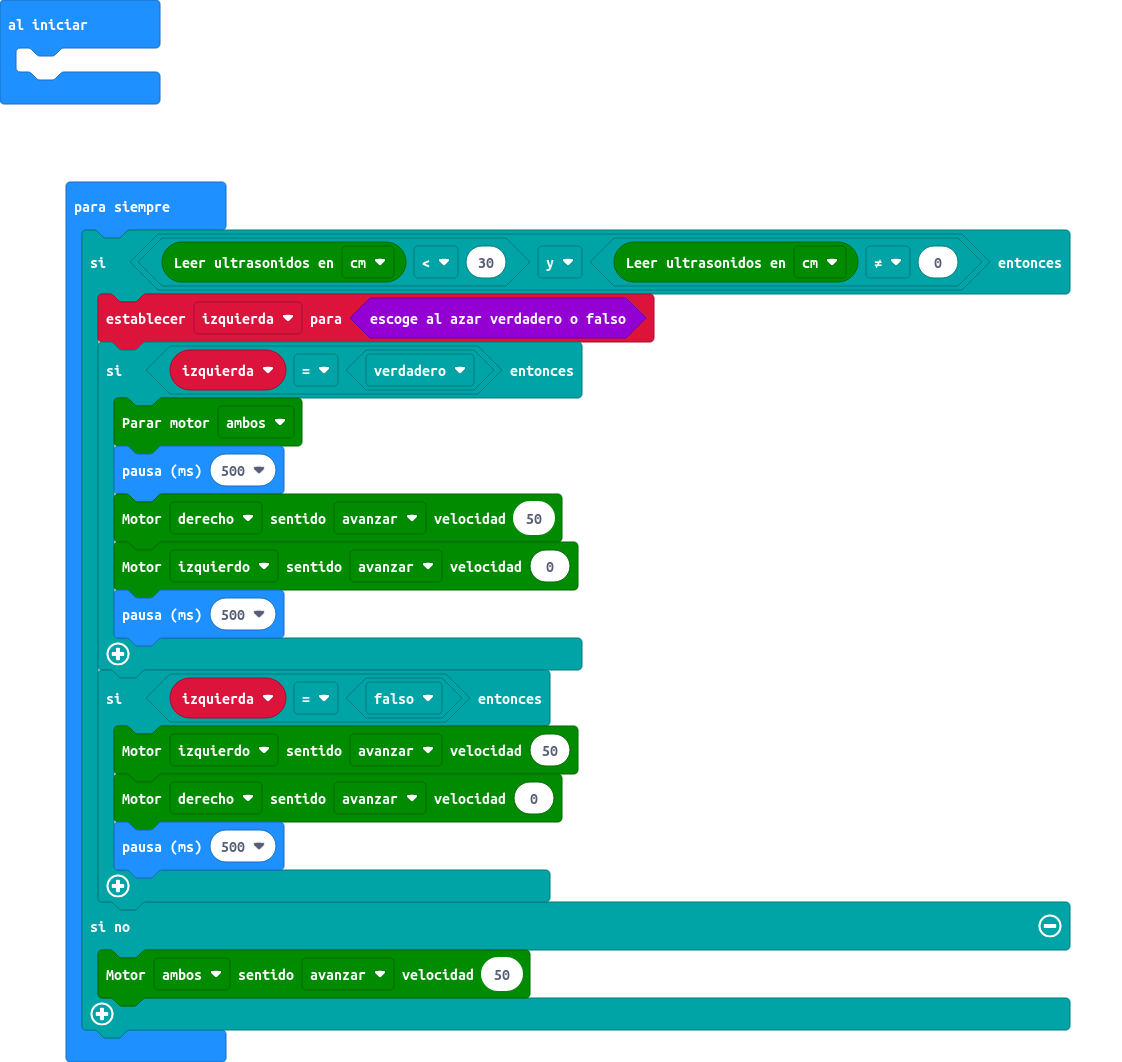 al iniciar
para siempre
si Leer ultrasonidos en cm < 30 y Leer ultrasonidos en cm ≠ 0 entonces
establecer izquierda para escoge al azar verdadero o falso
si izquierda = verdadero entonces
Parar motor ambos
pausa (ms) 500
Motor derecho sentido avanzar velocidad 50
Motor izquierdo sentido avanzar velocidad 0
pausa (ms) 500
si izquierda = falso entonces
Motor izquierdo sentido avanzar velocidad 50
Motor derecho sentido avanzar velocidad 0
pausa (ms) 500
si no
Motor ambos sentido avanzar velocidad 50